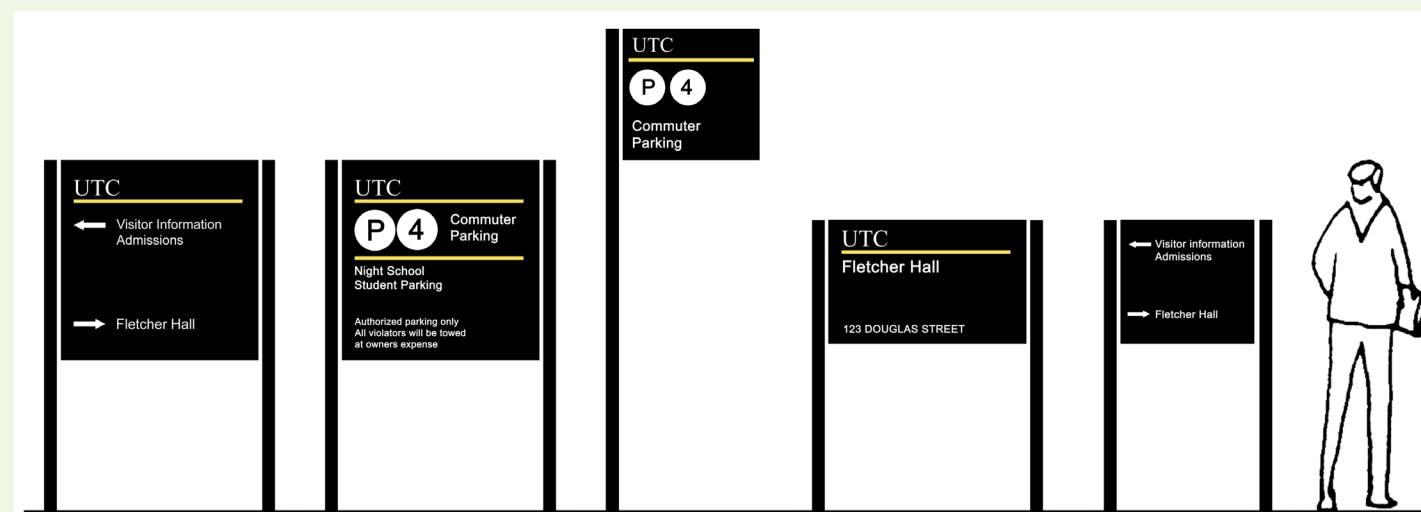 UTC
Visitor Information
Admissions
Fletcher Hall
UTC
P 4
Commuter
Parking
Night School
Student Parking
Authorized parking only
All violators will be towed
at owners expense
UTC
P 4
Commuter
Parking
UTC
Fletcher Hall
123 DOUGLAS STREET
Visitor information
Admissions
Fletcher Hall